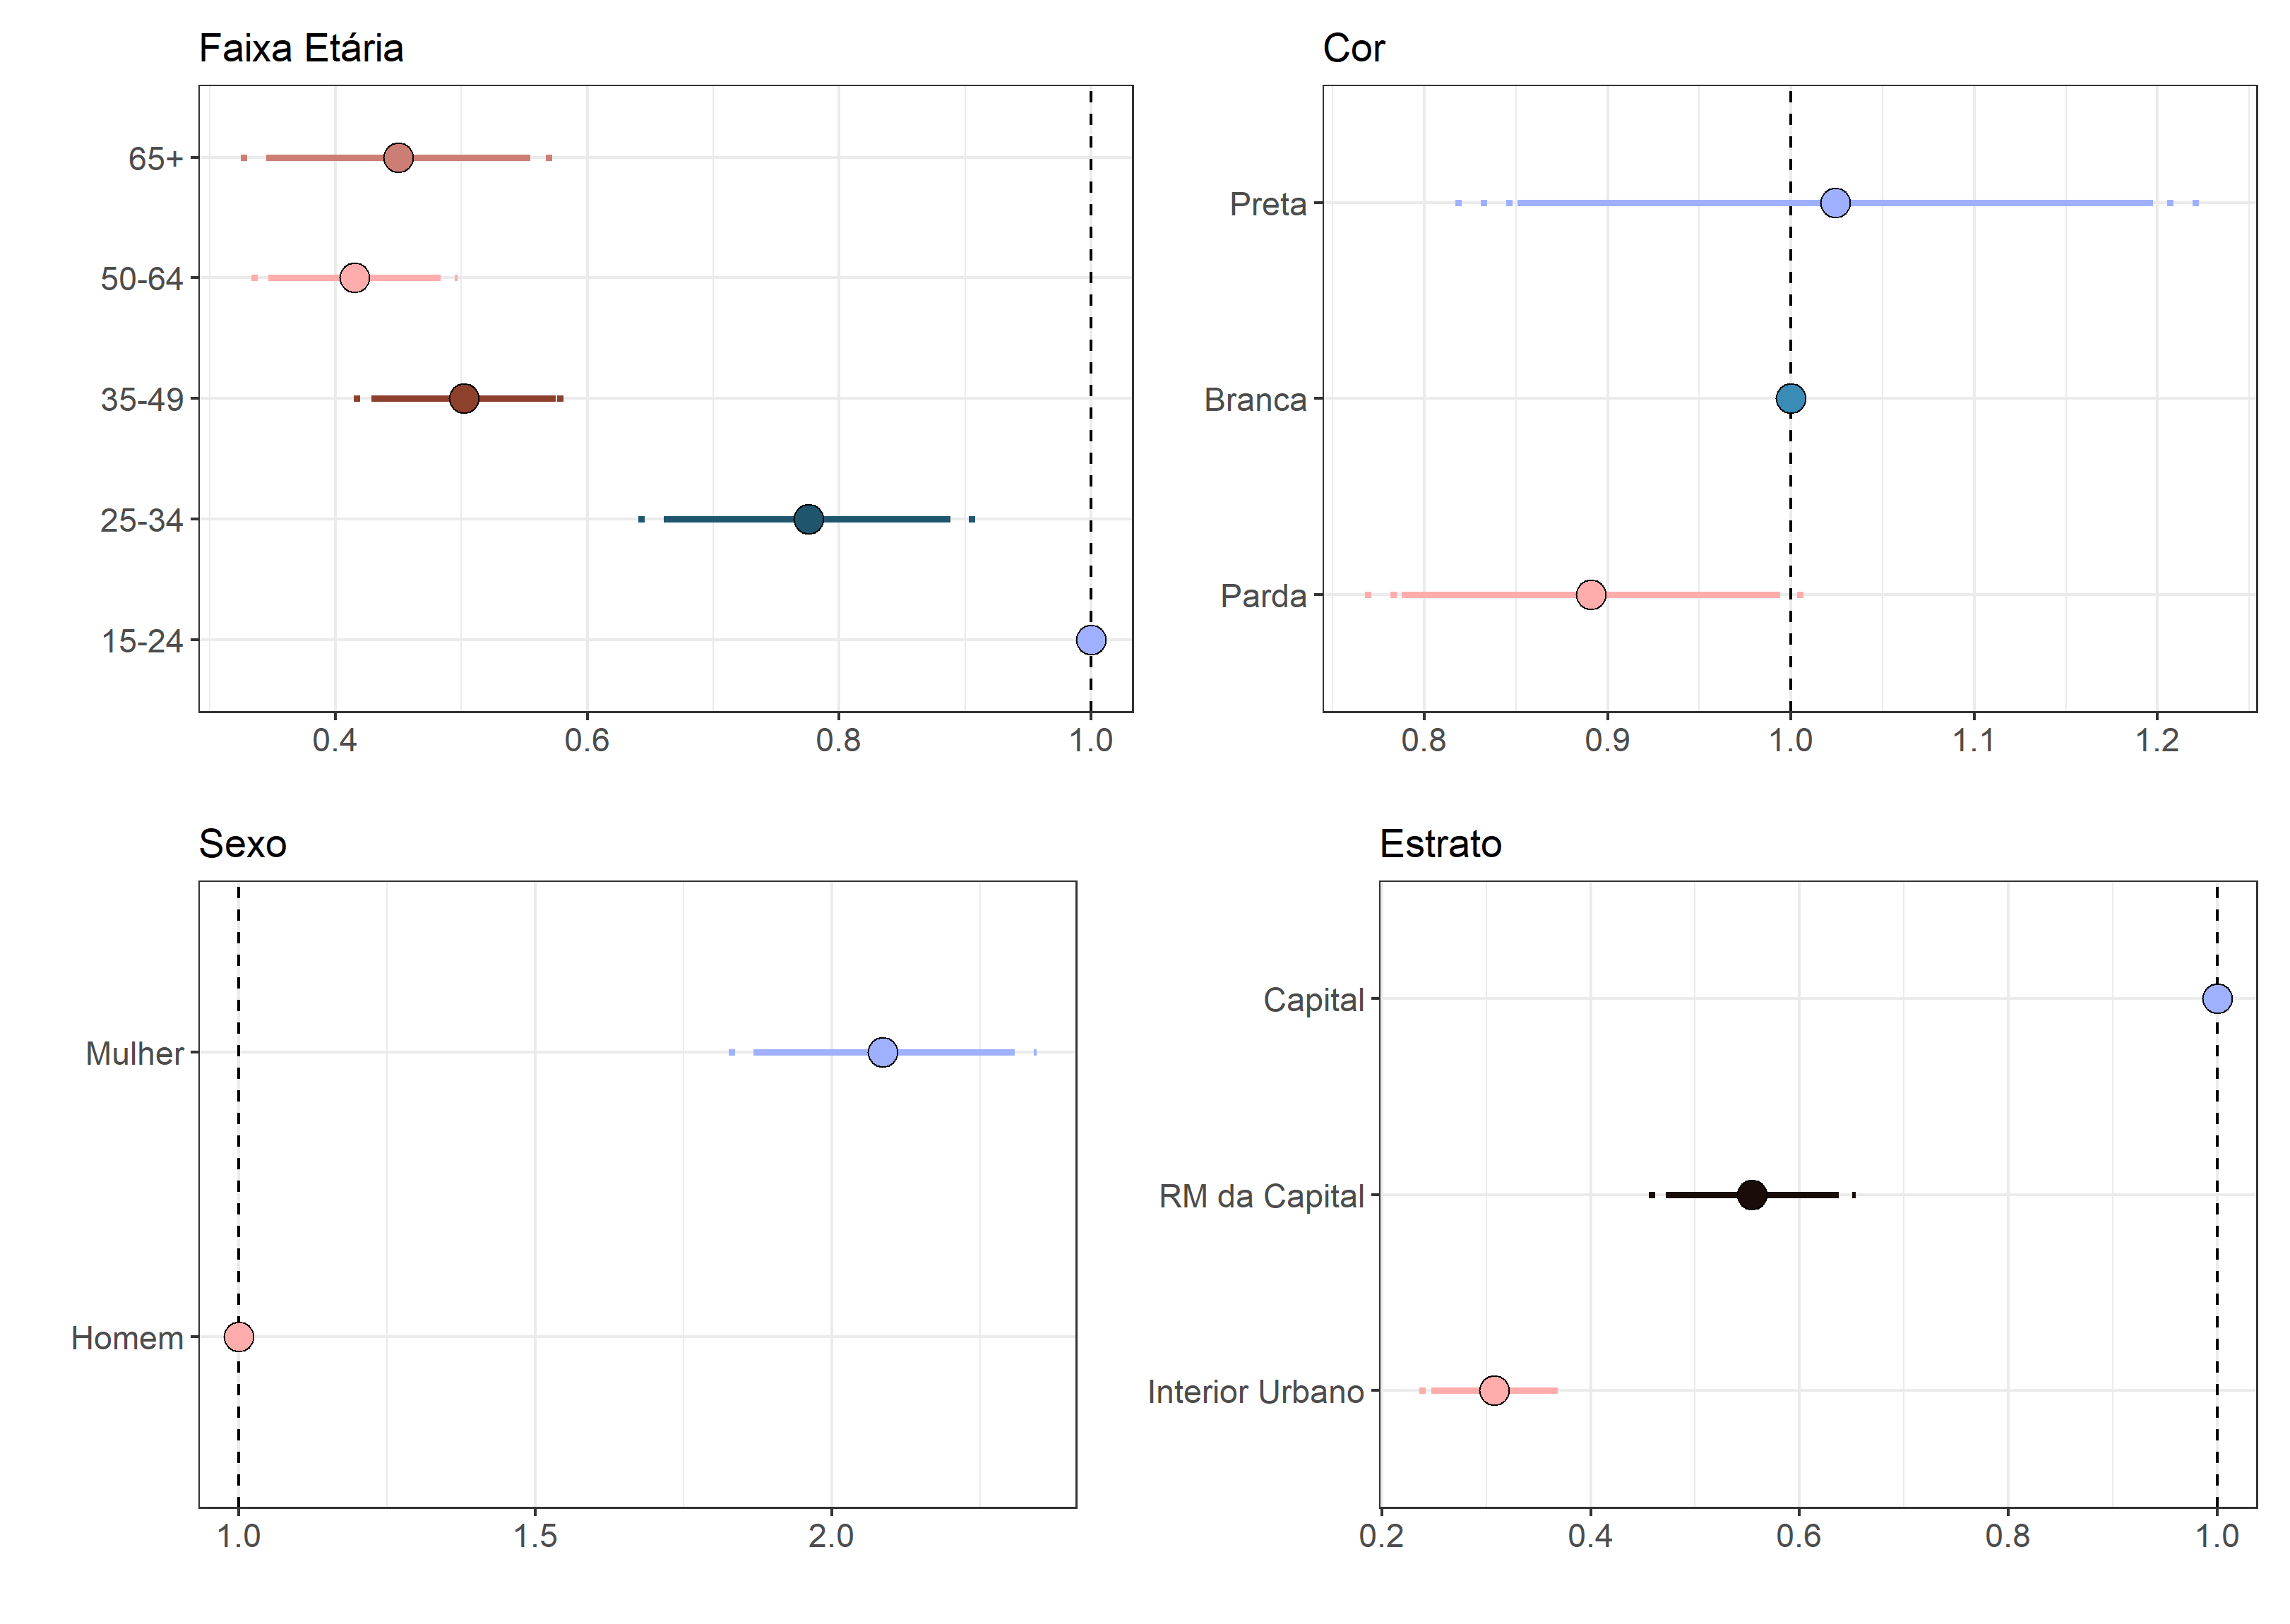 Faixa Etária
65+
50-64
35-49
25-34
15-24
0.4 0.6 0.8 1.0
Cor
Preta
Branca
Parda
0.8 0.9 1.0 1.1 1.2
Sexo
Mulher
Homem
1.0 1.5 2.0
Estrato
Capital
RM da Capital
Interior Urbano
0.2 0.4 0.6 0.8 1.0